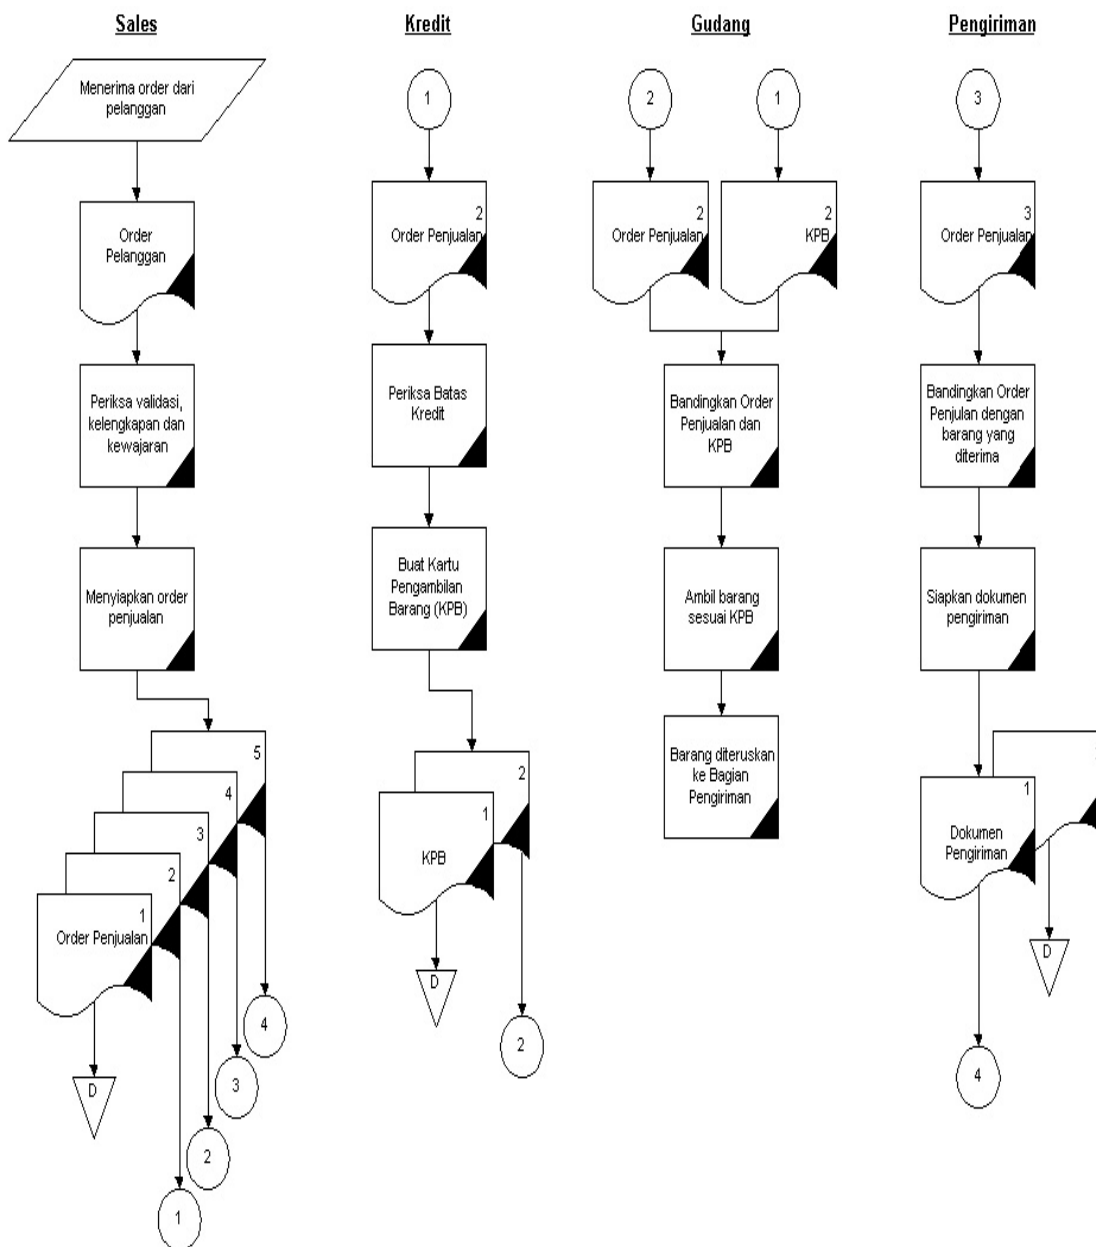 Sales
Menerima order dari
pelanggan
Order
Pelanggan
Periksa validasi,
kelengkapan dan
kewajaran
Menyiapkan order
penjualan
5
4
3
2
1
Order Penjualan
D
4
3
2
1
Kredit
1
2
Order Penjualan
Periksa Batas
Kredit
Buat Kartu
Pengambilan
Barang (KPB)
2
1
KPB
D
2
Gudang
2
1
2
Order Penjualan
2
KPB
Bandingkan Order
Penjualan dan
KPB
Ambil barang
sesuai KPB
Barang diteruskan
ke Bagian
Pengiriman
Pengiriman
3
3
Order Penjualan
Bandingkan Order
Penjulan dengan
barang yang
diterima
Siapkan dokumen
pengiriman
1
Dokumen
Pengiriman
D
4